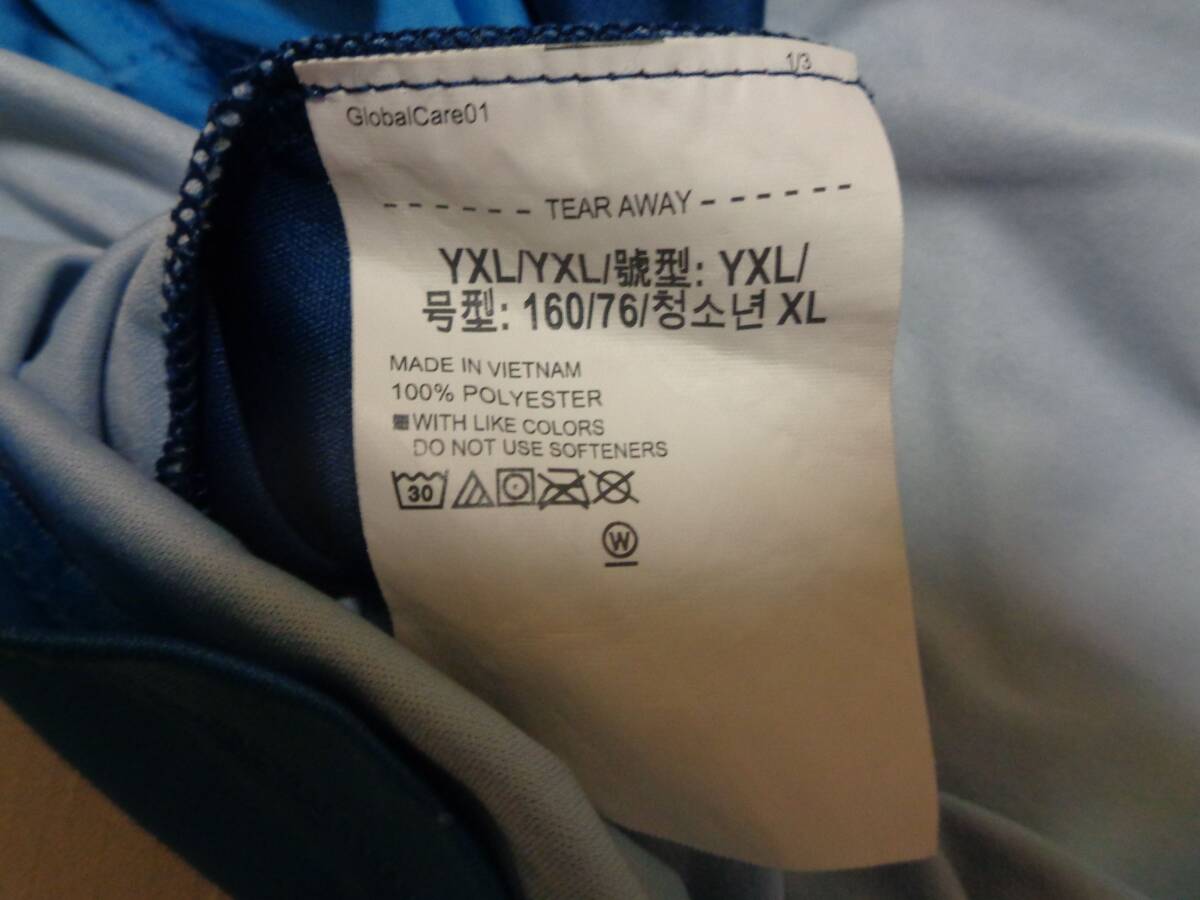 1/3
GlobalCare01
- - - - - - TEAR AWAY - - - - - -
YXL/YXL/號型: YXL/
号型: 160/76/청소년 XL
MADE IN VIETNAM
100% POLYESTER
WITH LIKE COLORS
DO NOT USE SOFTENERS
30
W